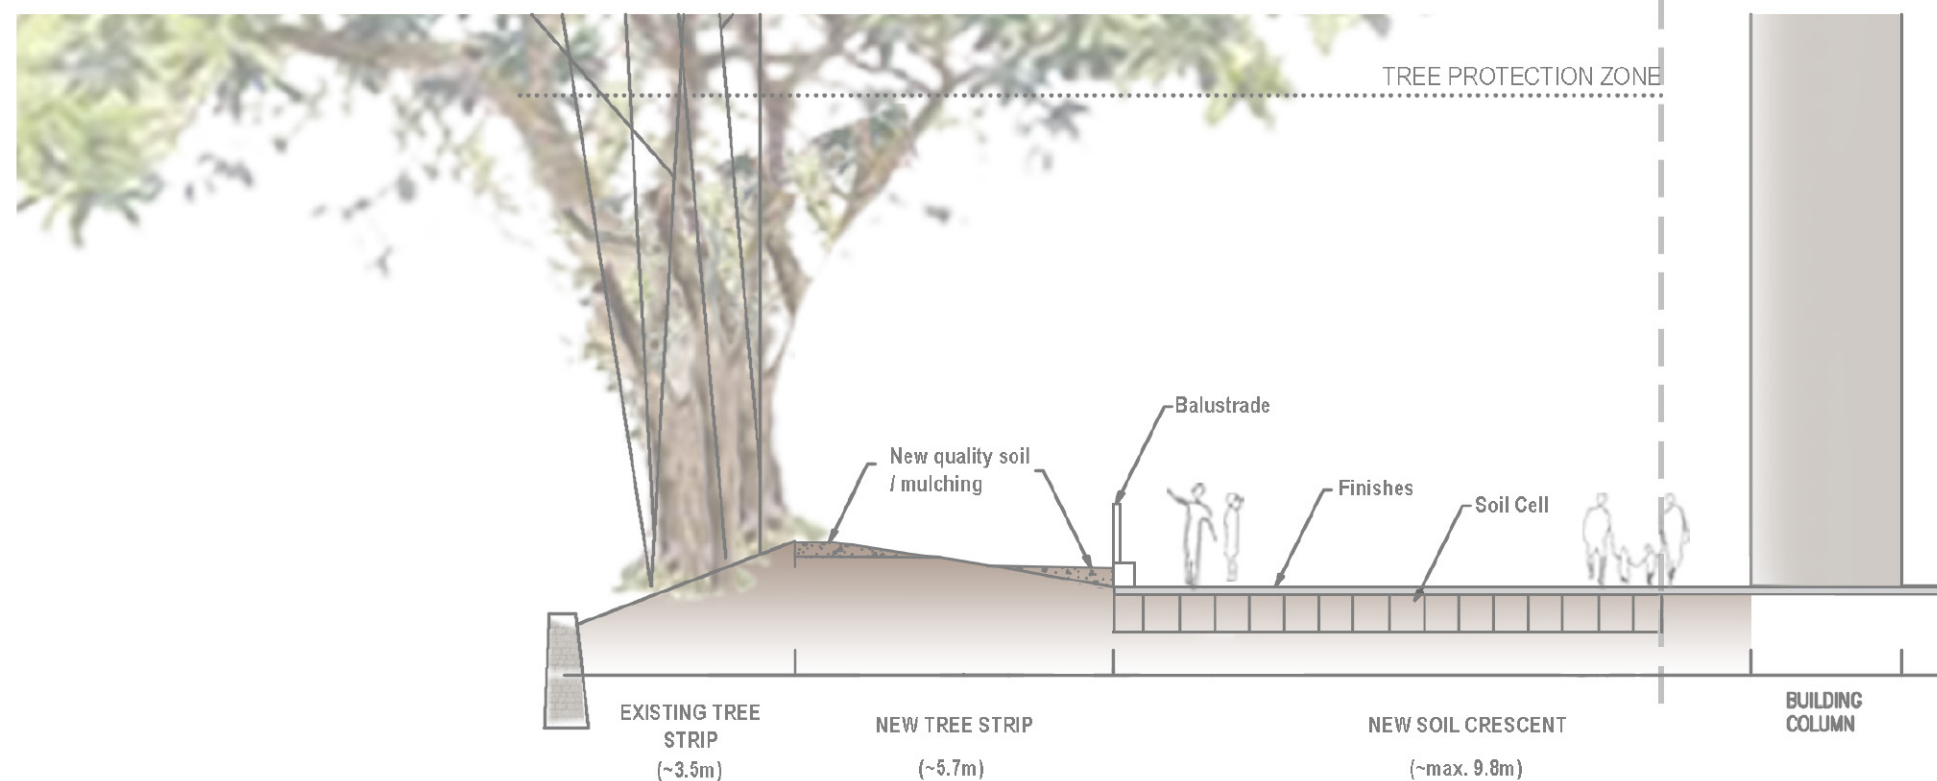 TREE PROTECTION ZONE
Balustrade
New quality soil
/ mulching
Finishes
Soil Cell
EXISTING TREE
STRIP
(~3.5m)
NEW TREE STRIP
(~5.7m)
NEW SOIL CRESCENT
(~max. 9.8m)
BUILDING
COLUMN